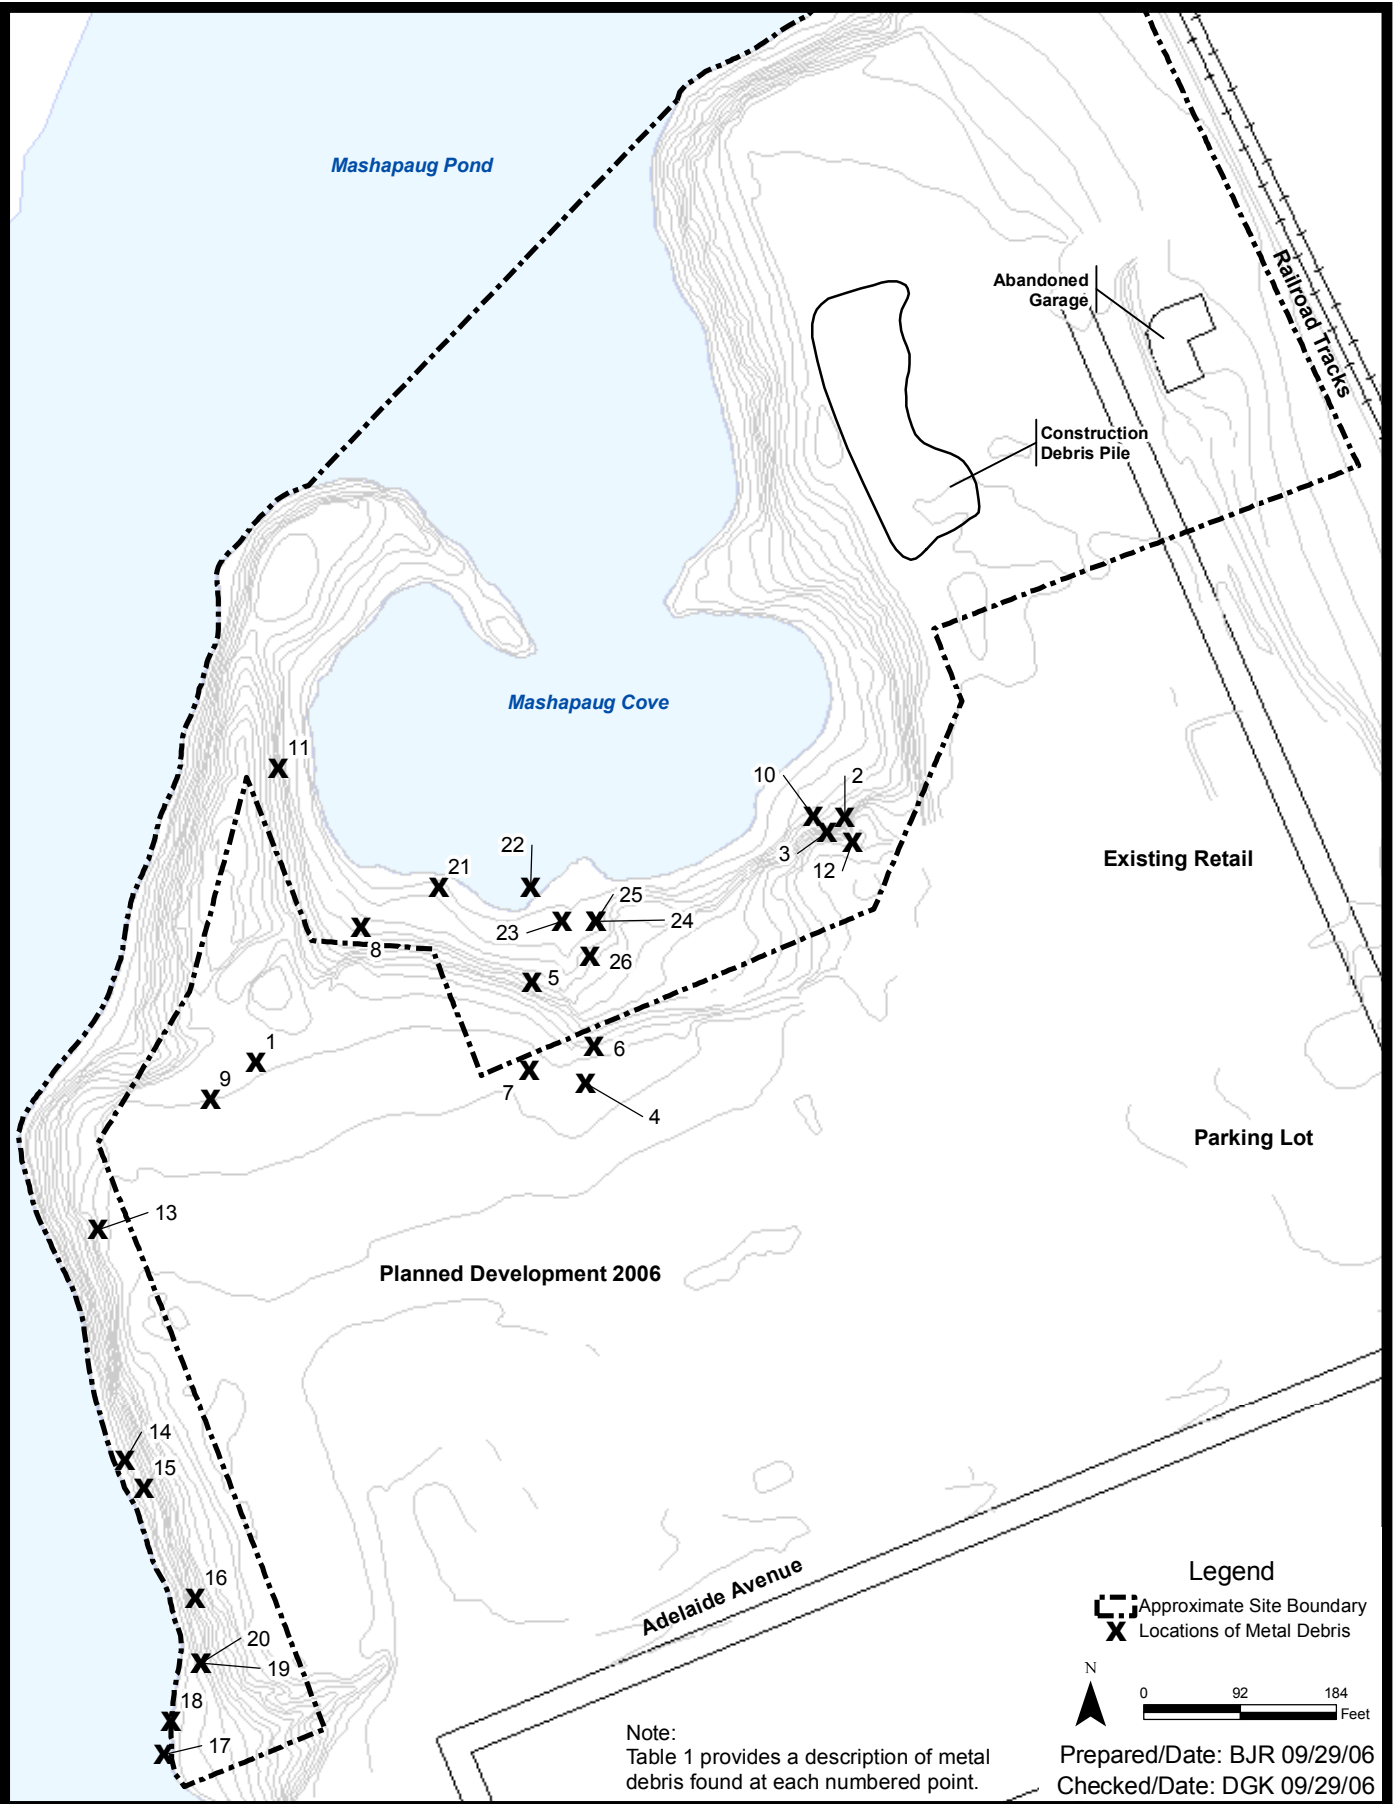 Mashapaug Pond
Abandoned
Garage
Railroad Tracks
Construction
Debris Pile
Mashapaug Cove
11
10
2
3
12
22
21
25
23
24
8
26
5
1
6
9
7
4
Existing Retail
Parking Lot
13
Planned Development 2006
14
15
16
20
19
18
17
Adelaide Avenue
Legend
Approximate Site Boundary
X Locations of Metal Debris
N
0 92 184
Feet
Note:
Table 1 provides a description of metal
debris found at each numbered point.
Prepared/Date: BJR 09/29/06
Checked/Date: DGK 09/29/06